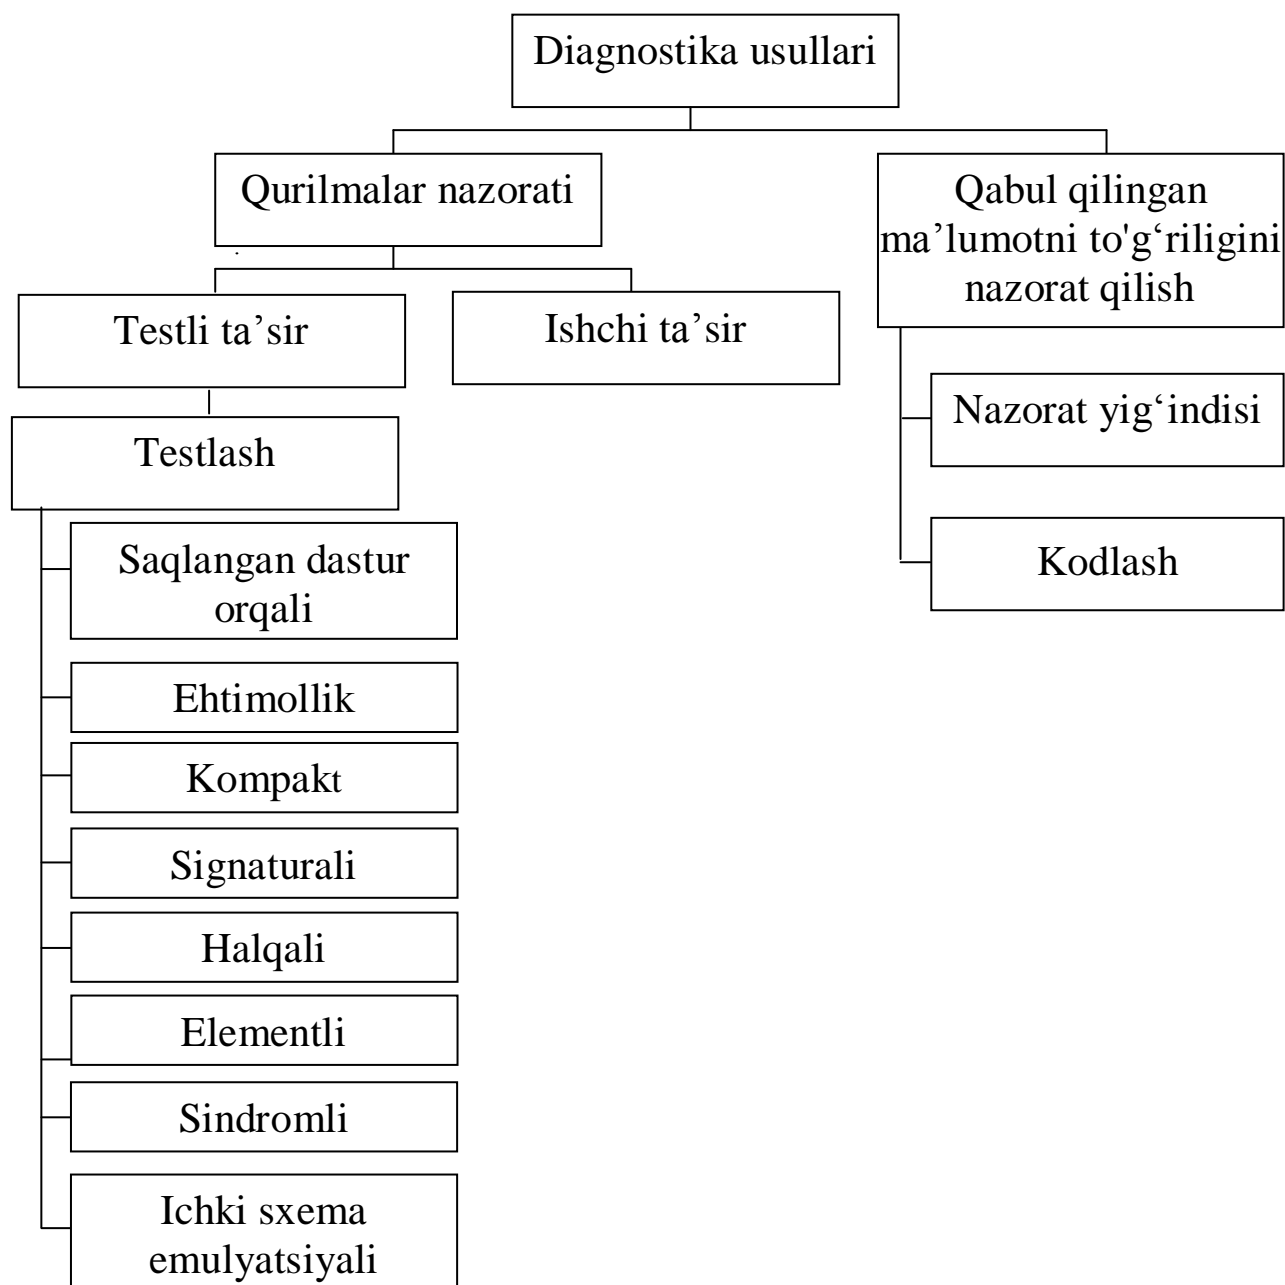 Diagnostika usullari
Qurilmalar nazorati
Qabul qilingan
ma’lumotni to'g‘riligini
nazorat qilish
Testli ta’sir
Ishchi ta’sir
Nazorat yig‘indisi
Testlash
Kodlash
Saqlangan dastur
orqali
Ehtimollik
Kompakt
Signaturali
Halqali
Elementli
Sindromli
Ichki sxema
emulyatsiyali